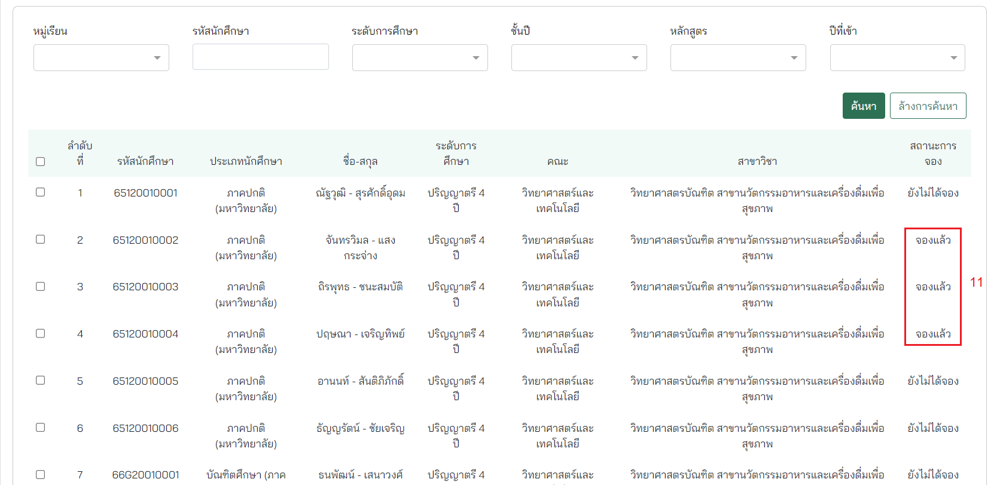 หมู่เรียน รหัสนักศึกษา ระดับการศึกษา ชั้นปี หลักสูตร ปีที่เข้า
ค้นหา ล้างการค้นหา
ลำดับ ระดับการ สถานะการ
ที่ รหัสนักศึกษา ประเภทนักศึกษา ชื่อ-สกุล ศึกษา คณะ สาขาวิชา จอง
1 65120010001 ภาคปกติ ณัฐวุฒิ - สุรศักดิ์อุดม ปริญญาตรี 4 วิทยาศาสตร์และ วิทยาศาสตรบัณฑิต สาขานวัตกรรมอาหารและเครื่องดื่มเพื่อ ยังไม่ได้จอง
(มหาวิทยาลัย) ปี เทคโนโลยี สุขภาพ
2 65120010002 ภาคปกติ จันทรวิมล - แสง ปริญญาตรี 4 วิทยาศาสตร์และ วิทยาศาสตรบัณฑิต สาขานวัตกรรมอาหารและเครื่องดื่มเพื่อ จองแล้ว
(มหาวิทยาลัย) กระจ่าง ปี เทคโนโลยี สุขภาพ
3 65120010003 ภาคปกติ ถิรพุทธ - ชนะสมบัติ ปริญญาตรี 4 วิทยาศาสตร์และ วิทยาศาสตรบัณฑิต สาขานวัตกรรมอาหารและเครื่องดื่มเพื่อ จองแล้ว 11
(มหาวิทยาลัย) ปี เทคโนโลยี สุขภาพ
4 65120010004 ภาคปกติ ปฤษณา - เจริญทิพย์ ปริญญาตรี 4 วิทยาศาสตร์และ วิทยาศาสตรบัณฑิต สาขานวัตกรรมอาหารและเครื่องดื่มเพื่อ จองแล้ว
(มหาวิทยาลัย) ปี เทคโนโลยี สุขภาพ
5 65120010005 ภาคปกติ อานนท์ - สันติภิภักดิ์ ปริญญาตรี 4 วิทยาศาสตร์และ วิทยาศาสตรบัณฑิต สาขานวัตกรรมอาหารและเครื่องดื่มเพื่อ ยังไม่ได้จอง
(มหาวิทยาลัย) ปี เทคโนโลยี สุขภาพ
6 65120010006 ภาคปกติ ธัญญรัตน์ - ชัยเจริญ ปริญญาตรี 4 วิทยาศาสตร์และ วิทยาศาสตรบัณฑิต สาขานวัตกรรมอาหารและเครื่องดื่มเพื่อ ยังไม่ได้จอง
(มหาวิทยาลัย) ปี เทคโนโลยี สุขภาพ
7 66G20010001 บัณฑิตศึกษา (ภาค ธนพัฒน์ - เสนาวงศ์ ปริญญาตรี 4 วิทยาศาสตร์และ วิทยาศาสตรบัณฑิต สาขานวัตกรรมอาหารและเครื่องดื่มเพื่อ ยังไม่ได้จอง